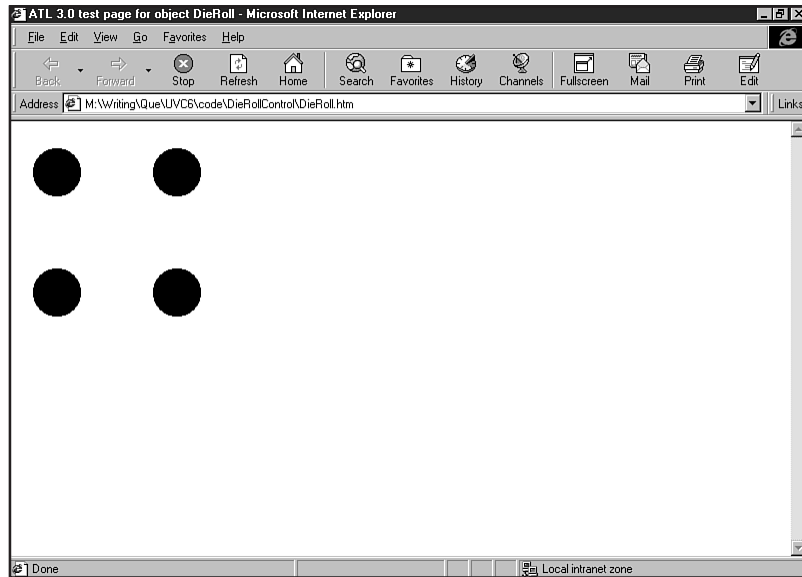 ATL 3.0 test page for object DieRoll - Microsoft Internet Explorer
File Edit View Go Favorites Help
Back Forward Stop Refresh Home Search Favorites History Channels Fullscreen Mail Print Edit
Address M:\Writing\Que\UVC6\code\DieRollControl\DieRoll.htm Links
Done Local intranet zone